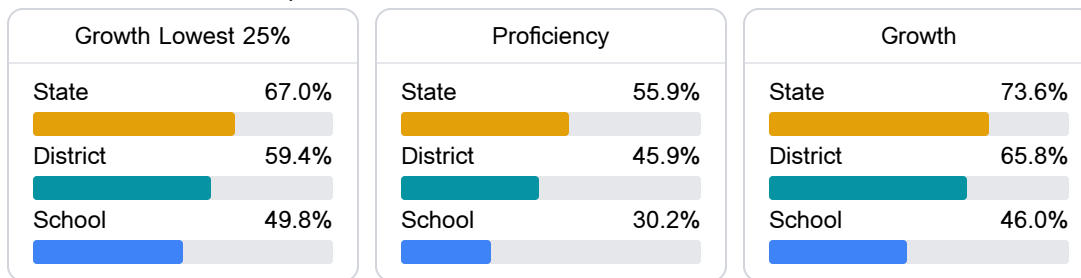 Growth Lowest 25%
State 67.0%
District 59.4%
School 49.8%
Proficiency
State 55.9%
District 45.9%
School 30.2%
Growth
State 73.6%
District 65.8%
School 46.0%